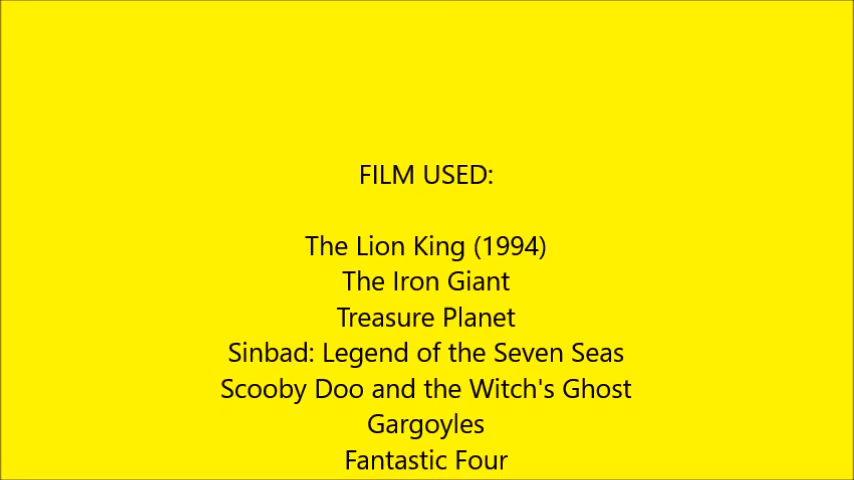 FILM USED:
The Lion King (1994)
The Iron Giant
Treasure Planet
Sinbad: Legend of the Seven Seas
Scooby Doo and the Witch's Ghost
Gargoyles
Fantastic Four